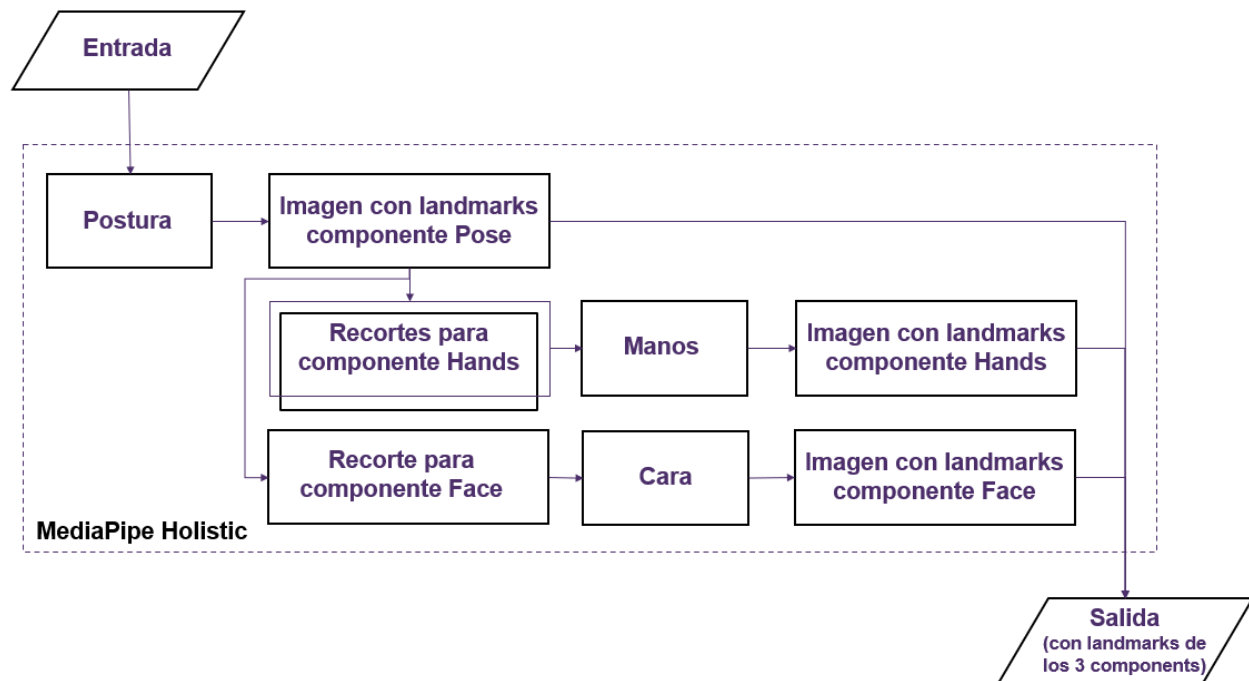 Entrada
Postura
Imagen con landmarks
componente Pose
Recortes para
componente Hands
Manos
Imagen con landmarks
componente Hands
Recorte para
componente Face
Cara
Imagen con landmarks
componente Face
MediaPipe Holistic
Salida
(con landmarks de
los 3 components)